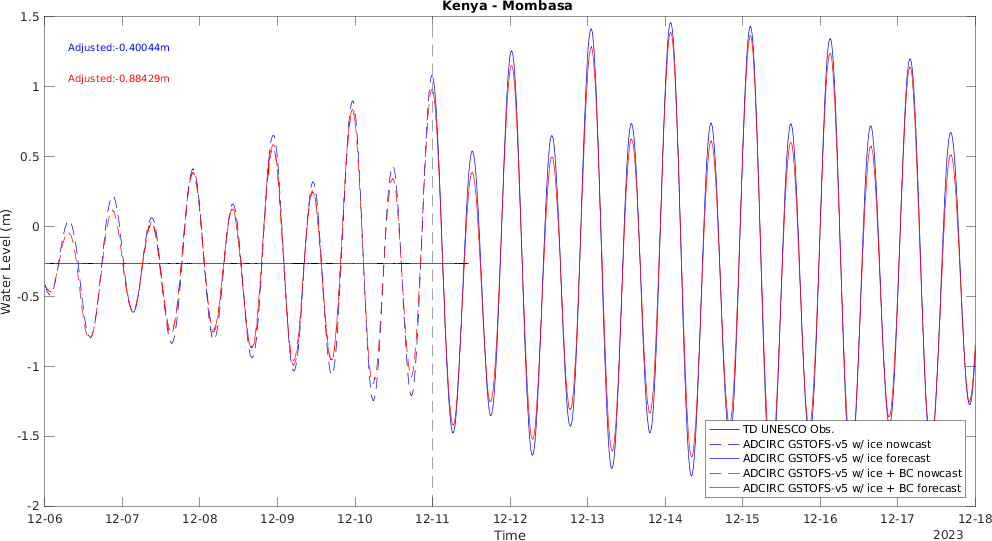 Kenya - Mombasa
Adjusted:-0.40044m
Adjusted:-0.88429m
Water Level (m)
1.5
1
0.5
0
-0.5
-1
-1.5
-2
TD UNESCO Obs.
ADCIRC GSTOFS-v5 w/ ice nowcast
ADCIRC GSTOFS-v5 w/ ice forecast
ADCIRC GSTOFS-v5 w/ ice + BC nowcast
ADCIRC GSTOFS-v5 w/ ice + BC forecast
12-06 12-07 12-08 12-09 12-10 12-11 12-12 12-13 12-14 12-15 12-16 12-17 12-18
Time
2023